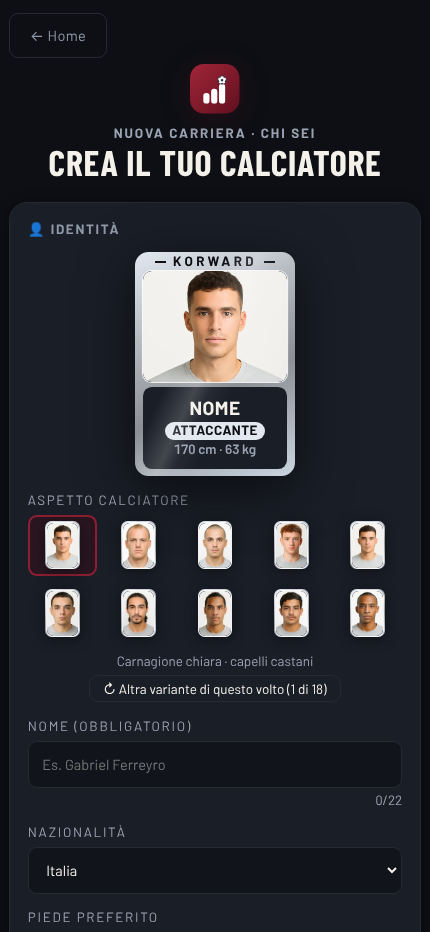 ← Home
NUOVA CARRIERA · CHI SEI
CREA IL TUO CALCIATORE
👤 IDENTITÀ
— KORWARD —
NOME
ATTACCANTE
170 cm · 63 kg
ASPETTO CALCIATORE
Carnagione chiara · capelli castani
↻ Altra variante di questo volto (1 di 18)
NOME (OBBLIGATORIO)
Es. Gabriel Ferreyro
0/22
NAZIONALITÀ
Italia
PIEDE PREFERITO